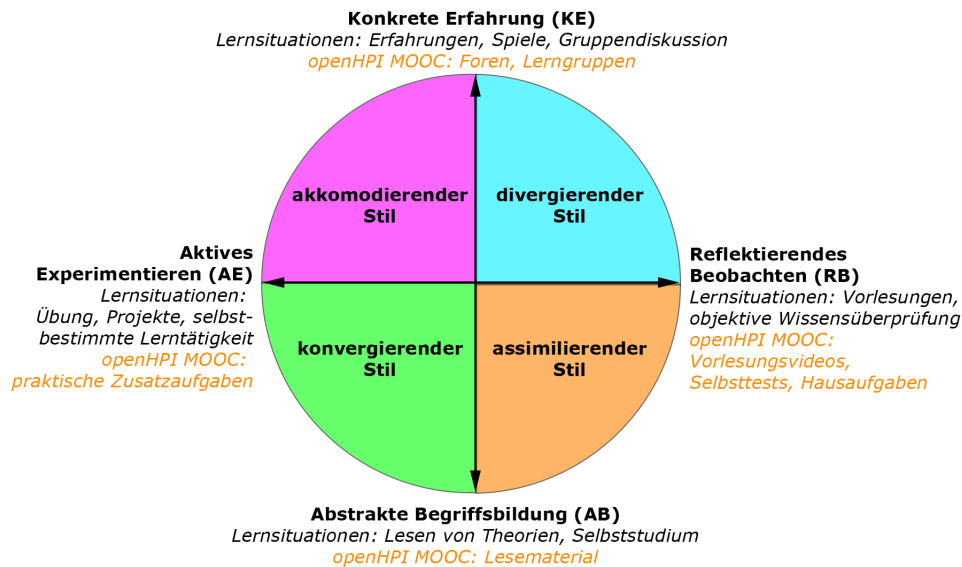 Konkrete Erfahrung (KE)
Lernsituationen: Erfahrungen, Spiele, Gruppendiskussion
openHPI MOOC: Foren, Lerngruppen
akkomodierender
Stil
divergierender
Stil
Aktives
Experimentieren (AE)
Lernsituationen:
Übung, Projekte, selbst-
bestimmte Lerntätigkeit
openHPI MOOC:
praktische Zusatzaufgaben
Reflektierendes
Beobachten (RB)
Lernsituationen: Vorlesungen,
objektive Wissensüberprüfung
openHPI MOOC:
Vorlesungsvideos,
Selbsttests, Hausaufgaben
konvergierender
Stil
assimilierender
Stil
Abstrakte Begriffsbildung (AB)
Lernsituationen: Lesen von Theorien, Selbststudium
openHPI MOOC: Lesematerial